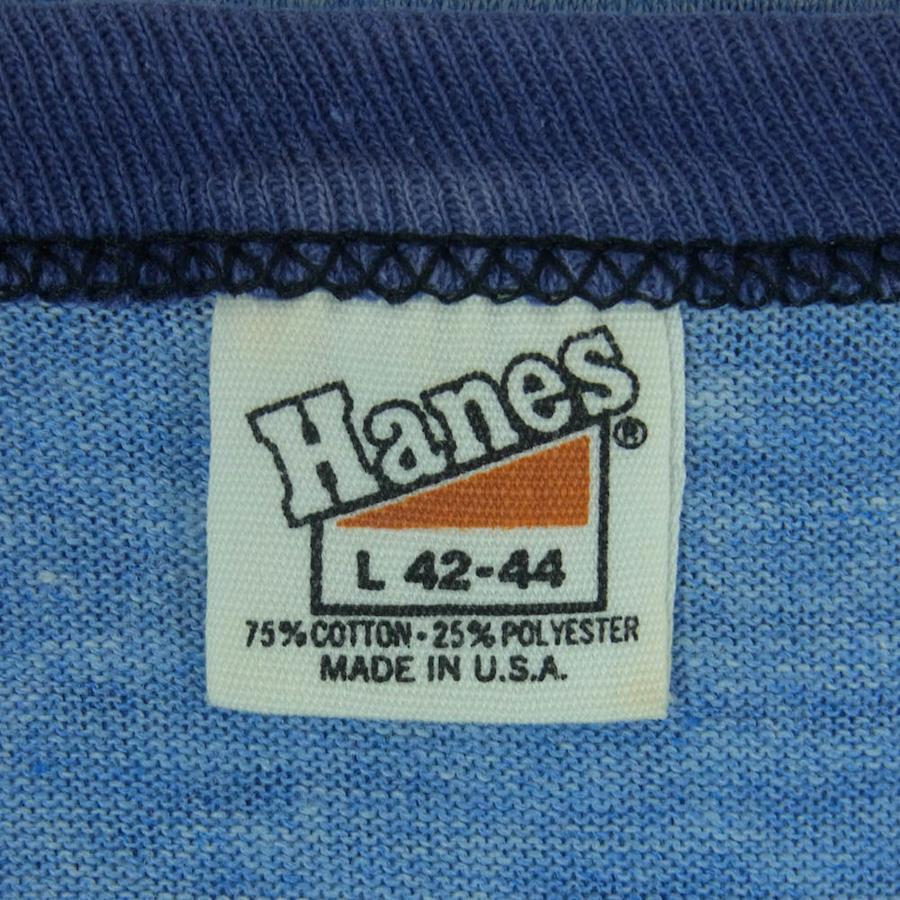 Hanes®
L 42-44
75% COTTON · 25% POLYESTER
MADE IN U.S.A.